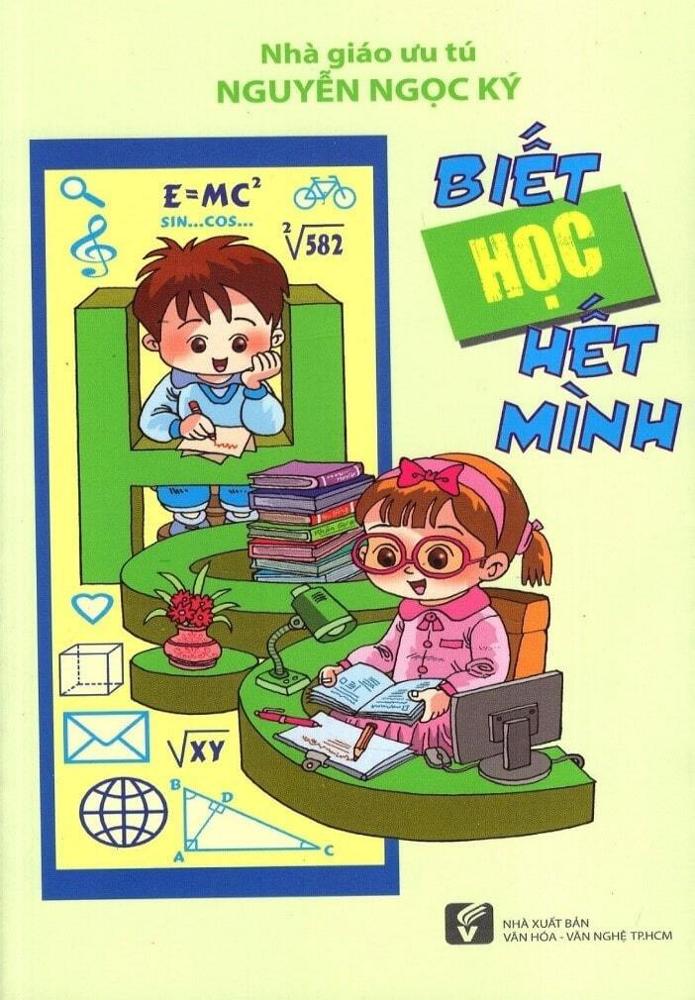 Nhà giáo ưu tú
NGUYỄN NGỌC KÝ
BIẾT
HỌC
HẾT
MÌNH
E=MC²
SIN...COS...
²√582
√XY
B
D
A
C
NHÀ XUẤT BẢN
VĂN HÓA - VĂN NGHỆ TP.HCM